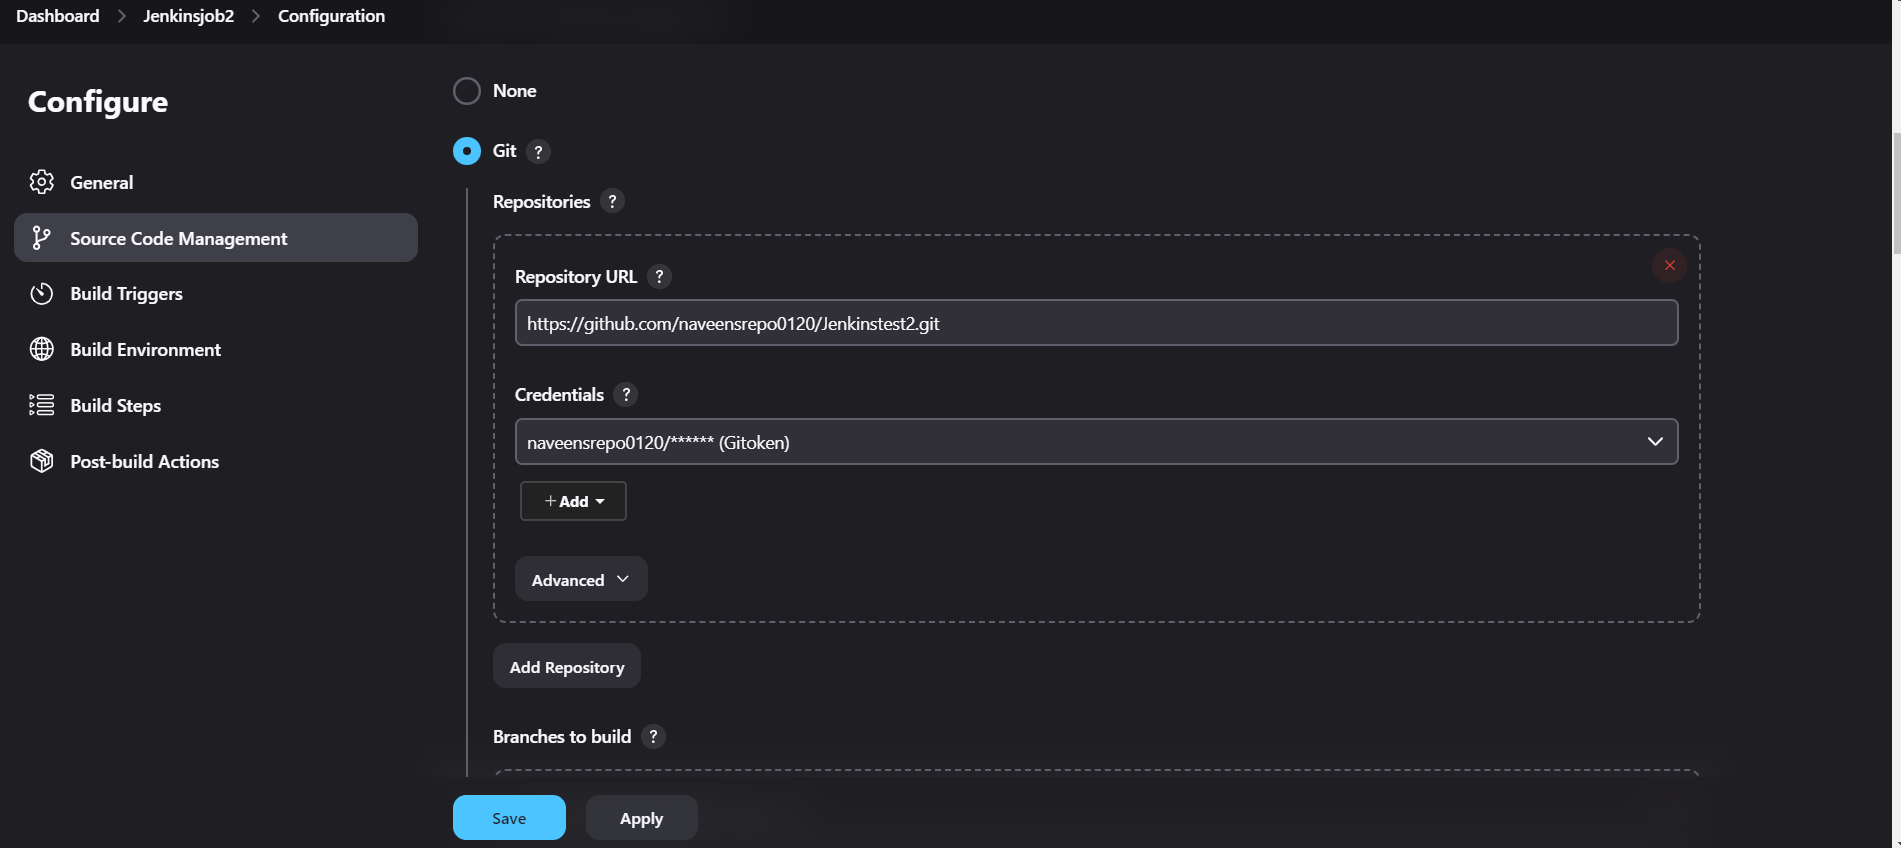 Dashboard > Jenkinsjob2 > Configuration
Configure
General
Source Code Management
Build Triggers
Build Environment
Build Steps
Post-build Actions
None
Git ?
Repositories ?
Repository URL ?
https://github.com/naveensrepo0120/Jenkinstest2.git
Credentials ?
naveensrepo0120/****** (Gitoken)
+ Add
Advanced
Add Repository
Branches to build ?
Save
Apply